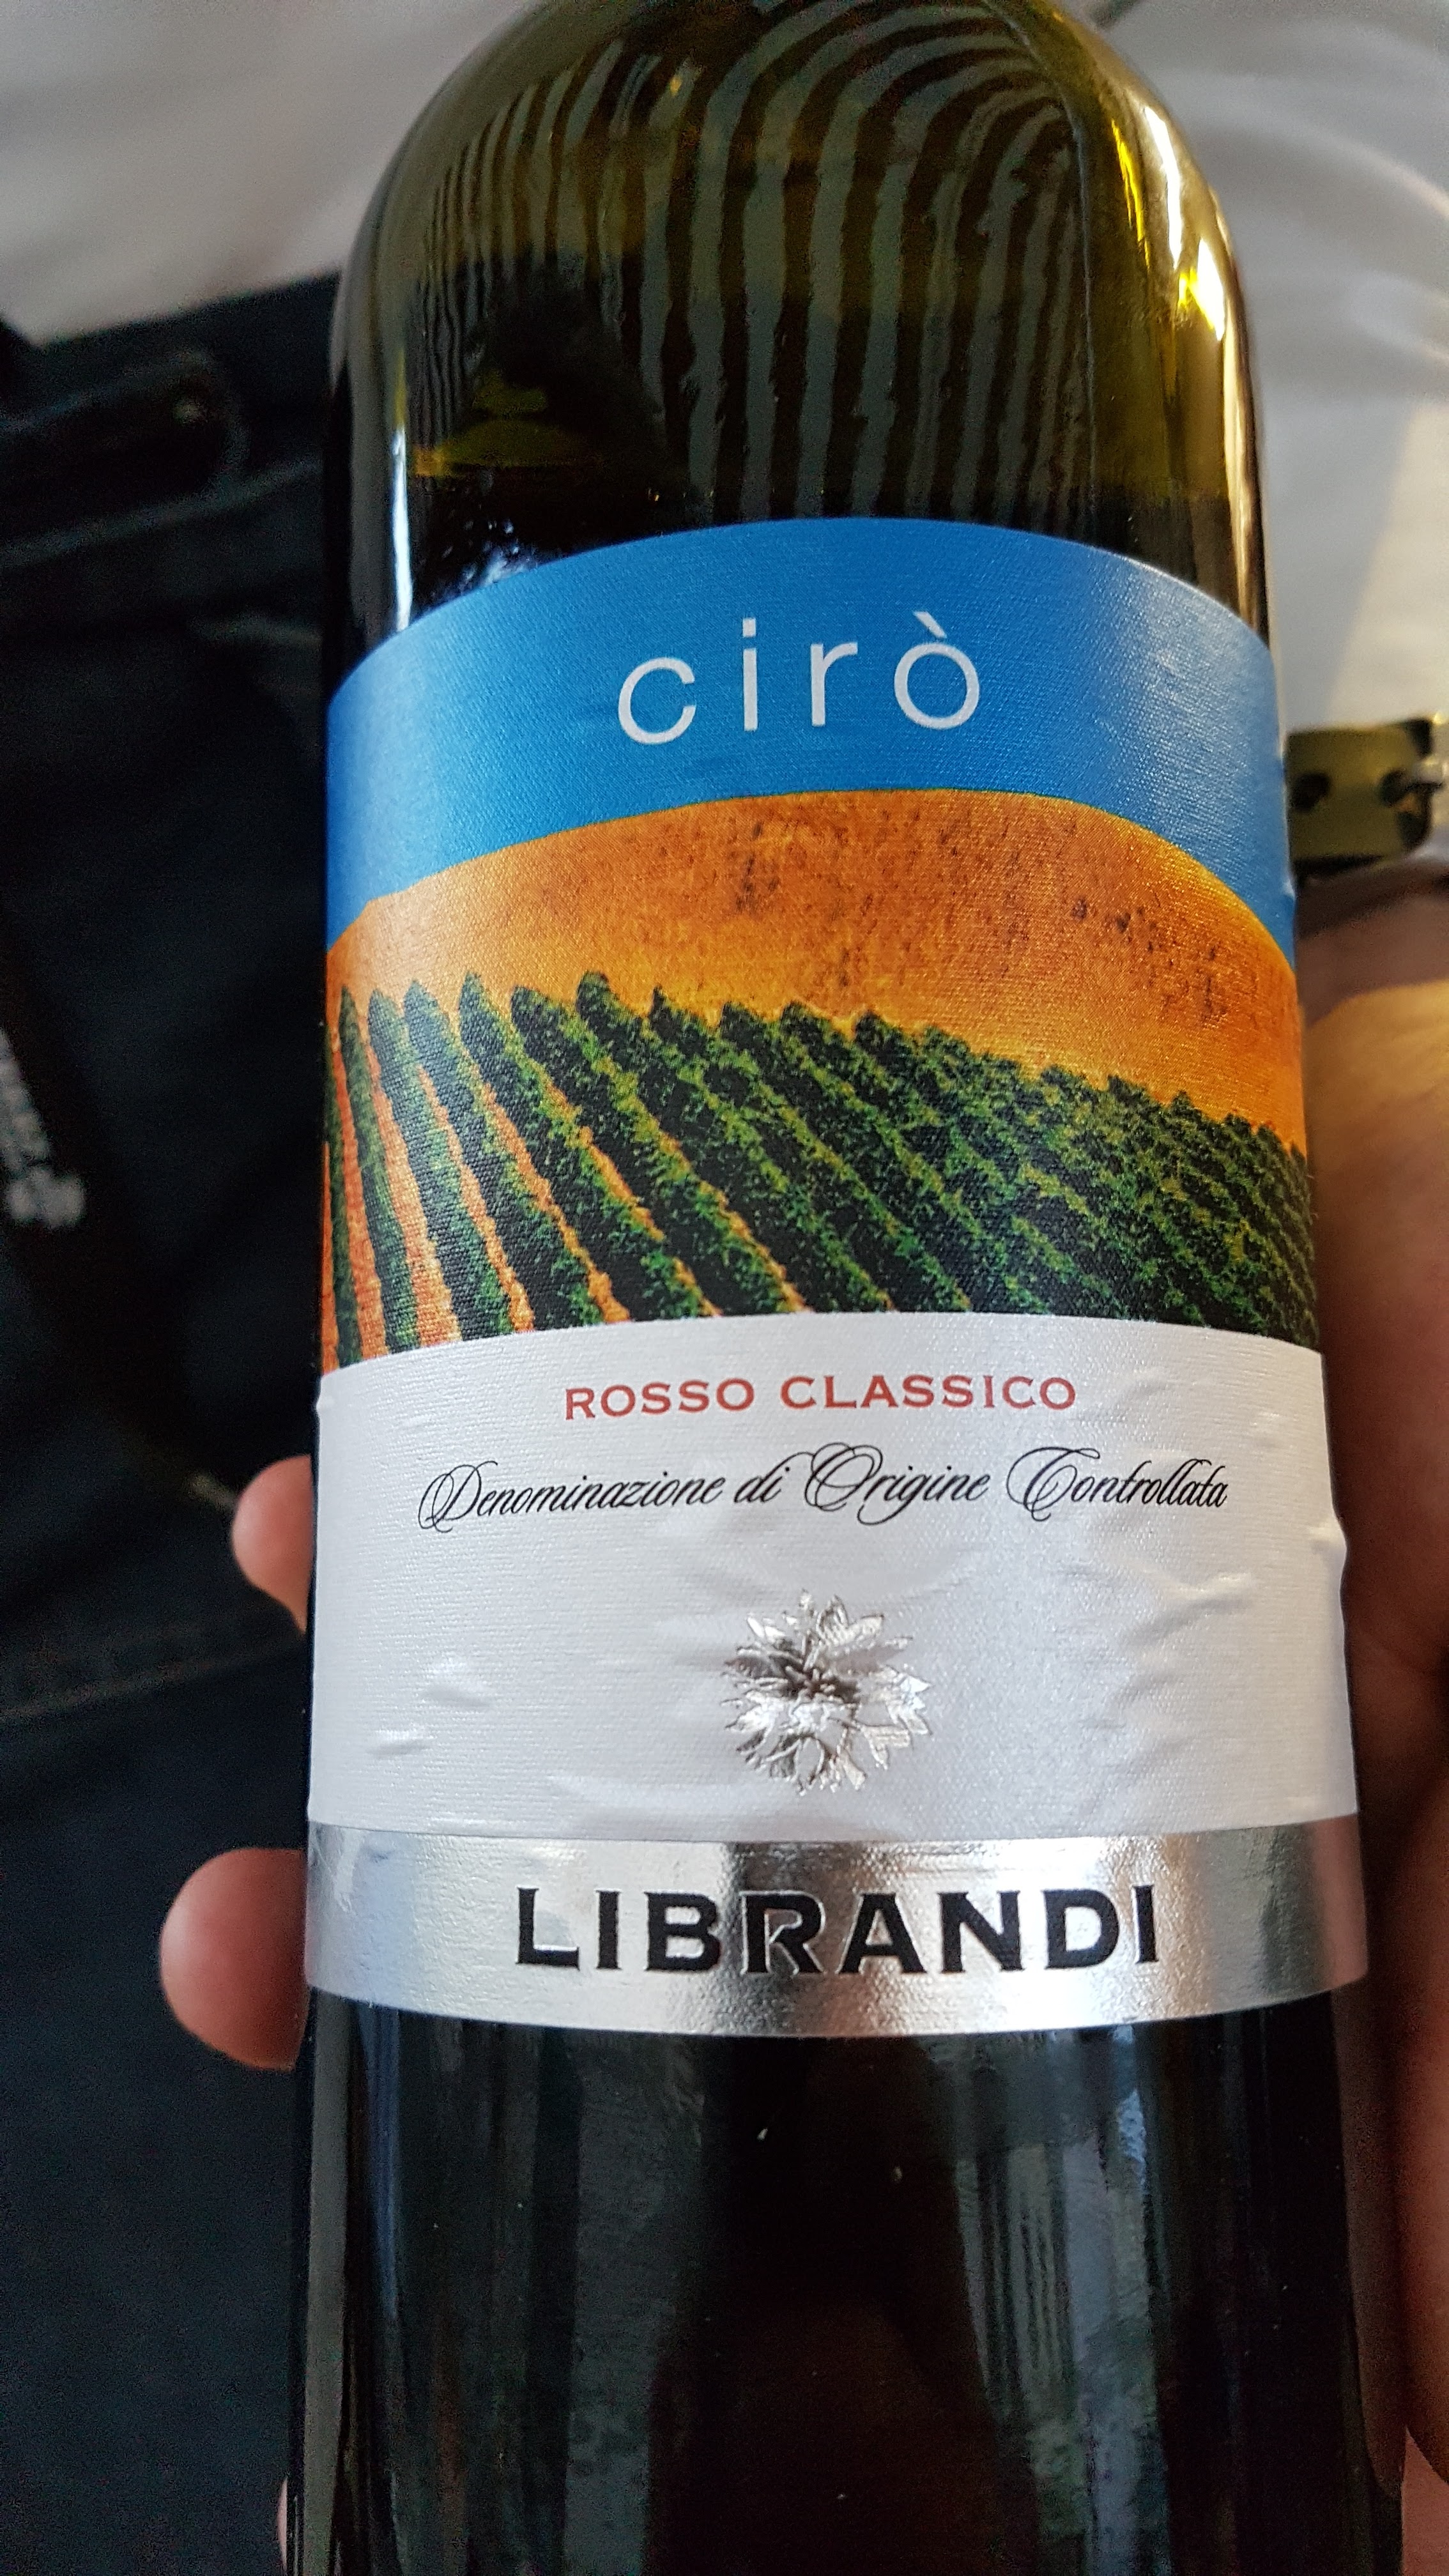 cirò
ROSSO CLASSICO
Denominazione di Origine Controllata
LIBRANDI